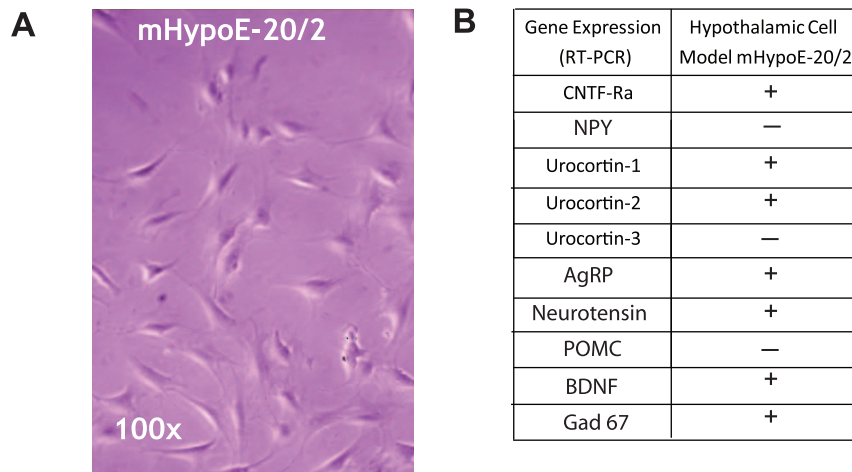 A
mHypoE-20/2
100x
B
Gene Expression (RT-PCR) Hypothalamic Cell Model mHypoE-20/2
CNTF-Ra +
NPY —
Urocortin-1 +
Urocortin-2 +
Urocortin-3 —
AgRP +
Neurotensin +
POMC —
BDNF +
Gad 67 +